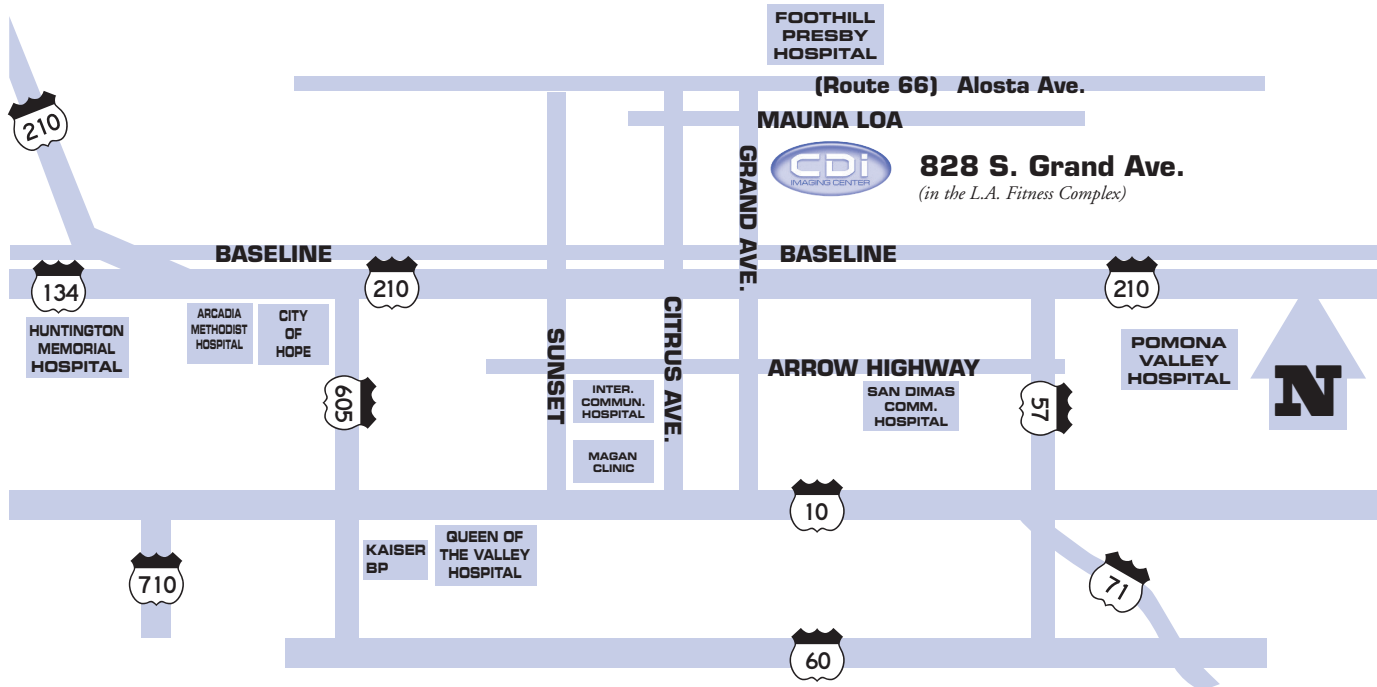 FOOTHILL
PRESBY
HOSPITAL
(Route 66) Alosta Ave.
210
MAUNA LOA
CDi
IMAGING CENTER
828 S. Grand Ave.
(in the L.A. Fitness Complex)
GRAND AVE.
BASELINE
BASELINE
134
210
210
HUNTINGTON
MEMORIAL
HOSPITAL
ARCADIA
METHODIST
HOSPITAL
CITY
OF
HOPE
SUNSET
CITRUS AVE.
ARROW HIGHWAY
POMONA
VALLEY
HOSPITAL
N
605
INTER.
COMMUN.
HOSPITAL
SAN DIMAS
COMM.
HOSPITAL
57
MAGAN
CLINIC
10
KAISER
BP
QUEEN OF
THE VALLEY
HOSPITAL
710
71
60